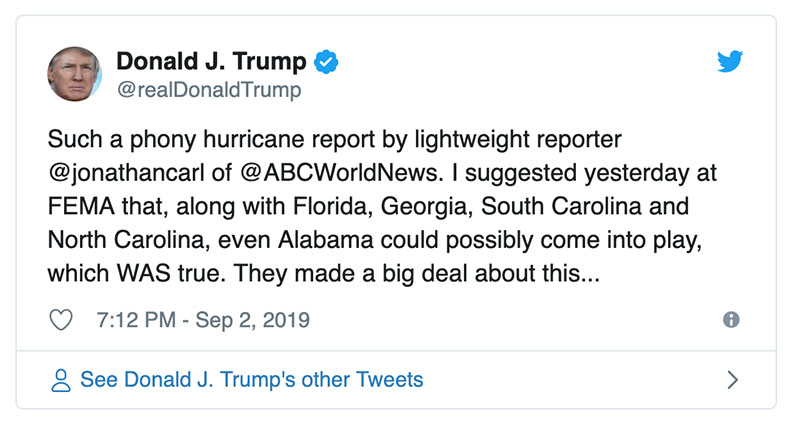 Donald J. Trump
@realDonaldTrump
Such a phony hurricane report by lightweight reporter
@jonathancarl of @ABCWorldNews. I suggested yesterday at
FEMA that, along with Florida, Georgia, South Carolina and
North Carolina, even Alabama could possibly come into play,
which WAS true. They made a big deal about this...
7:12 PM - Sep 2, 2019
See Donald J. Trump's other Tweets